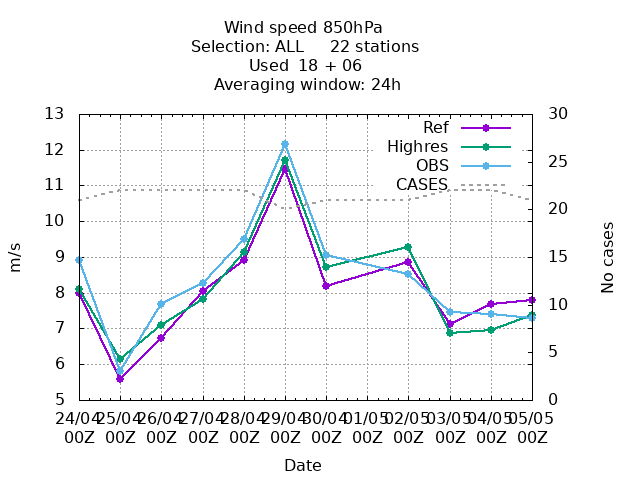 Wind speed 850hPa
Selection: ALL     22 stations
Used  18 + 06
Averaging window: 24h
13
12
11
10
9
8
7
6
5
m/s
Ref
Highres
OBS
CASES
30
25
20
15
10
5
0
No cases
24/04 25/04 26/04 27/04 28/04 29/04 30/04 01/05 02/05 03/05 04/05 05/05
00Z 00Z 00Z 00Z 00Z 00Z 00Z 00Z 00Z 00Z 00Z 00Z
Date